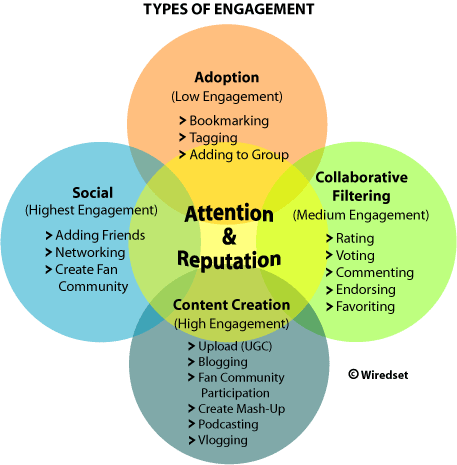 TYPES OF ENGAGEMENT
Adoption
(Low Engagement)
> Bookmarking
> Tagging
> Adding to Group
Social
(Highest Engagement)
> Adding Friends
> Networking
> Create Fan
Community
Attention
&
Reputation
Collaborative
Filtering
(Medium Engagement)
> Rating
> Voting
> Commenting
> Endorsing
> Favoriting
Content Creation
(High Engagement)
> Upload (UGC)
> Blogging
> Fan Community
Participation
> Create Mash-Up
> Podcasting
> Vlogging
© Wiredset